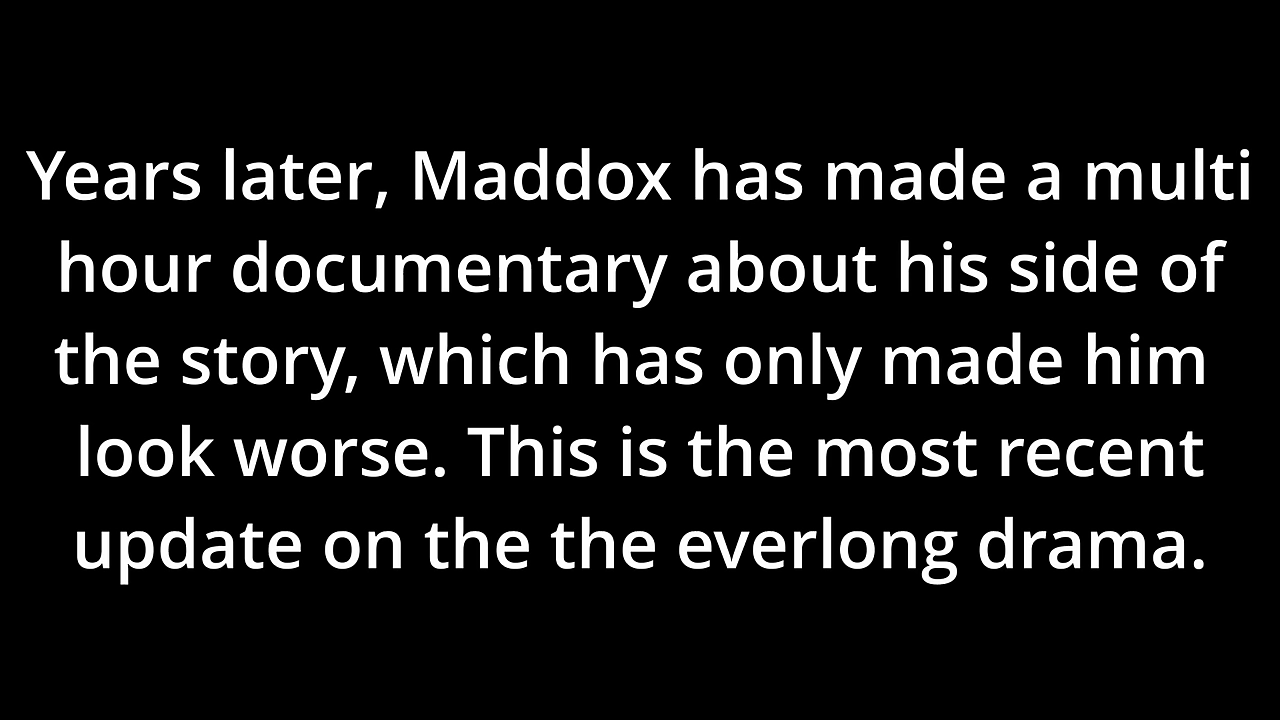 Years later, Maddox has made a multi
hour documentary about his side of
the story, which has only made him
look worse. This is the most recent
update on the the everlong drama.